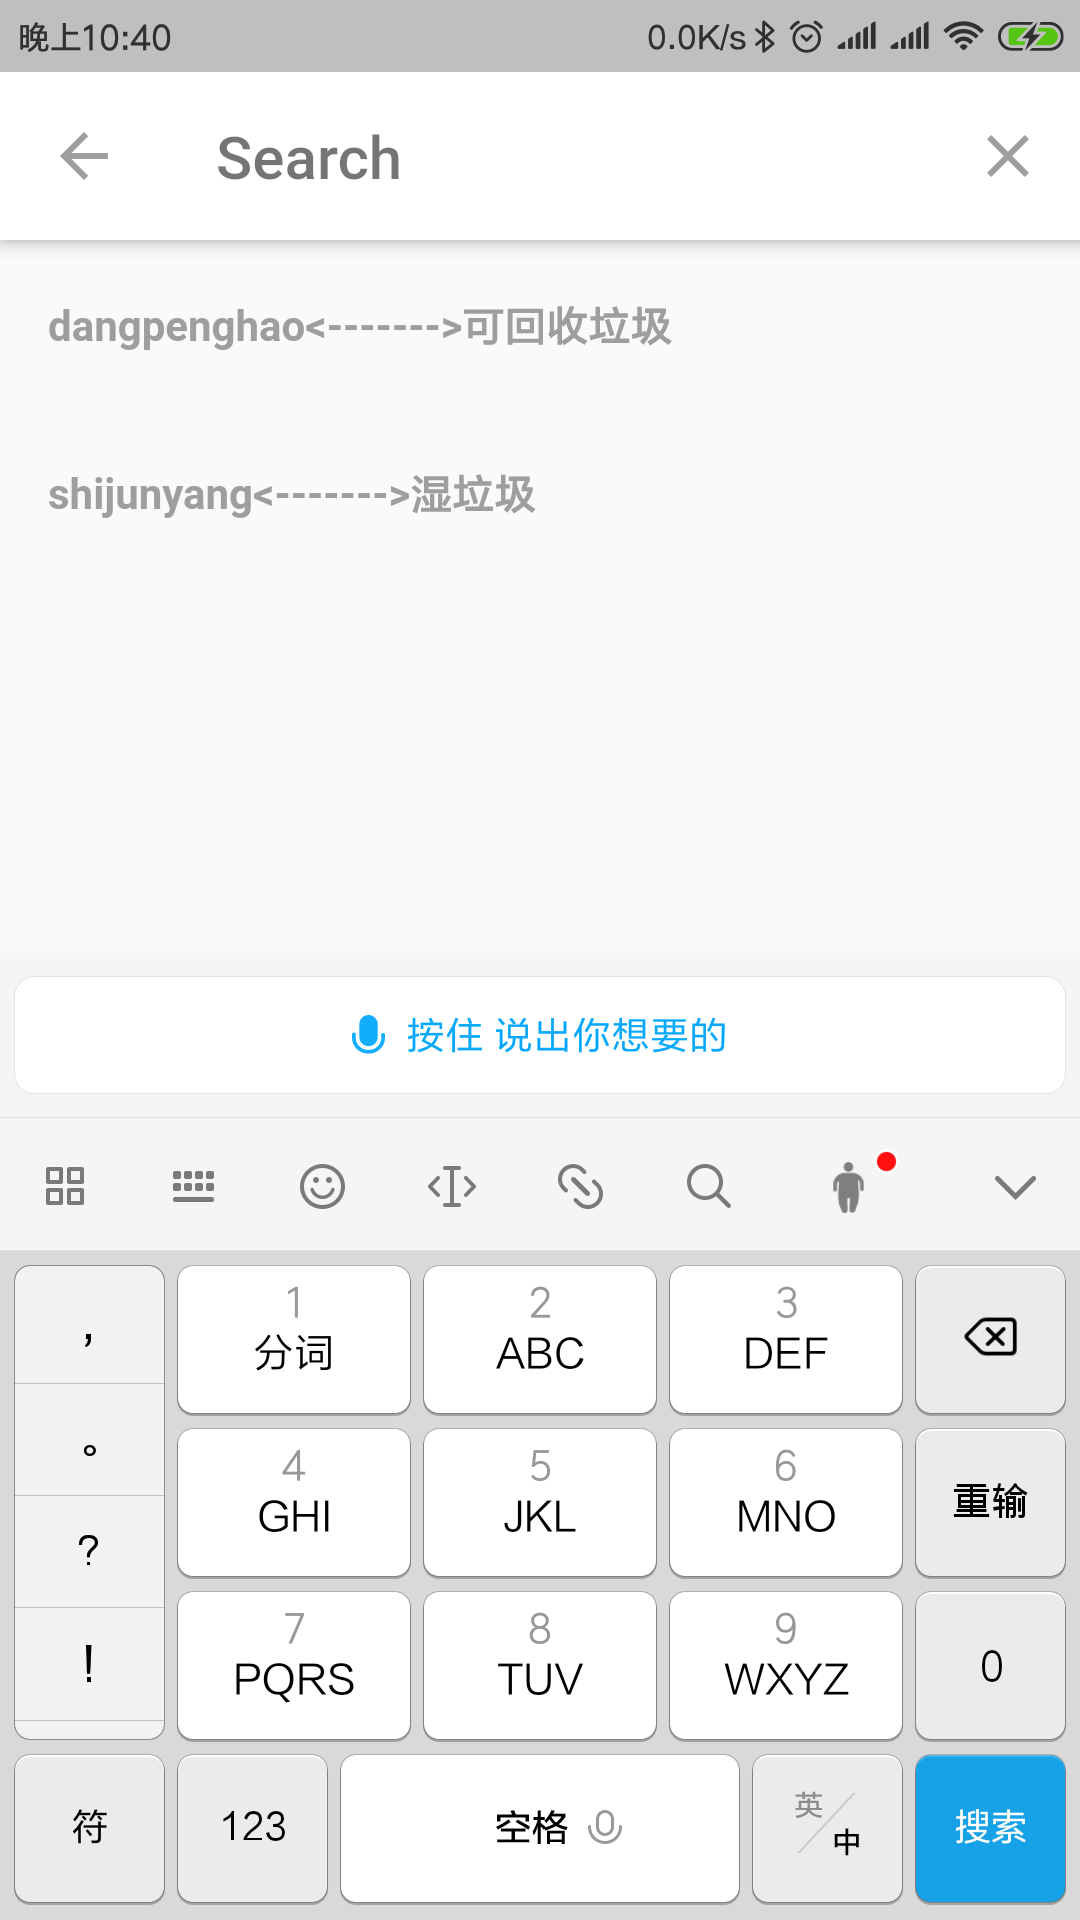 晚上10:40 0.0K/s
Search
dangpenghao<------->可回收垃圾
shijunyang<------->湿垃圾
按住 说出你想要的
，
。
?
!
1
分词
2
ABC
3
DEF
4
GHI
5
JKL
6
MNO
重输
7
PQRS
8
TUV
9
WXYZ
0
符
123
空格
英
中
搜索